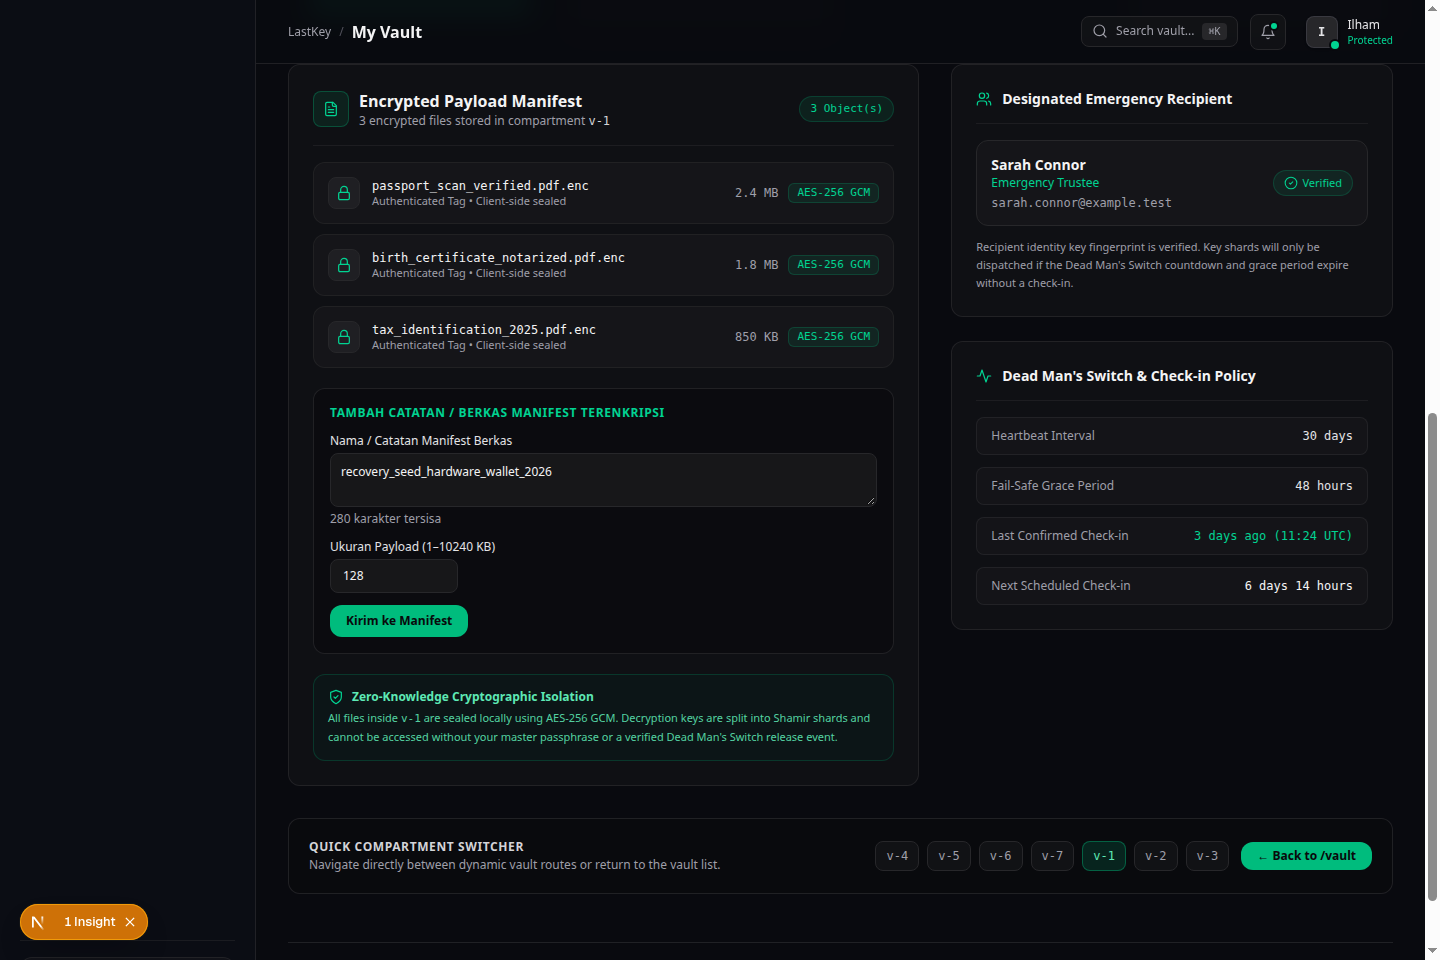 LastKey / My Vault
Search vault... ⌘K
I
Ilham
Protected
Encrypted Payload Manifest
3 encrypted files stored in compartment v-1
3 Object(s)
passport_scan_verified.pdf.enc
Authenticated Tag • Client-side sealed
2.4 MB AES-256 GCM
birth_certificate_notarized.pdf.enc
Authenticated Tag • Client-side sealed
1.8 MB AES-256 GCM
tax_identification_2025.pdf.enc
Authenticated Tag • Client-side sealed
850 KB AES-256 GCM
TAMBAH CATATAN / BERKAS MANIFEST TERENKRIPSI
Nama / Catatan Manifest Berkas
recovery_seed_hardware_wallet_2026
280 karakter tersisa
Ukuran Payload (1–10240 KB)
128
Kirim ke Manifest
Zero-Knowledge Cryptographic Isolation
All files inside v-1 are sealed locally using AES-256 GCM. Decryption keys are split into Shamir shards and
cannot be accessed without your master passphrase or a verified Dead Man's Switch release event.
Designated Emergency Recipient
Sarah Connor
Emergency Trustee
sarah.connor@example.test
Verified
Recipient identity key fingerprint is verified. Key shards will only be
dispatched if the Dead Man's Switch countdown and grace period expire
without a check-in.
Dead Man's Switch & Check-in Policy
Heartbeat Interval 30 days
Fail-Safe Grace Period 48 hours
Last Confirmed Check-in 3 days ago (11:24 UTC)
Next Scheduled Check-in 6 days 14 hours
QUICK COMPARTMENT SWITCHER
Navigate directly between dynamic vault routes or return to the vault list.
v-4 v-5 v-6 v-7 v-1 v-2 v-3 ← Back to /vault
N 1 Insight ×